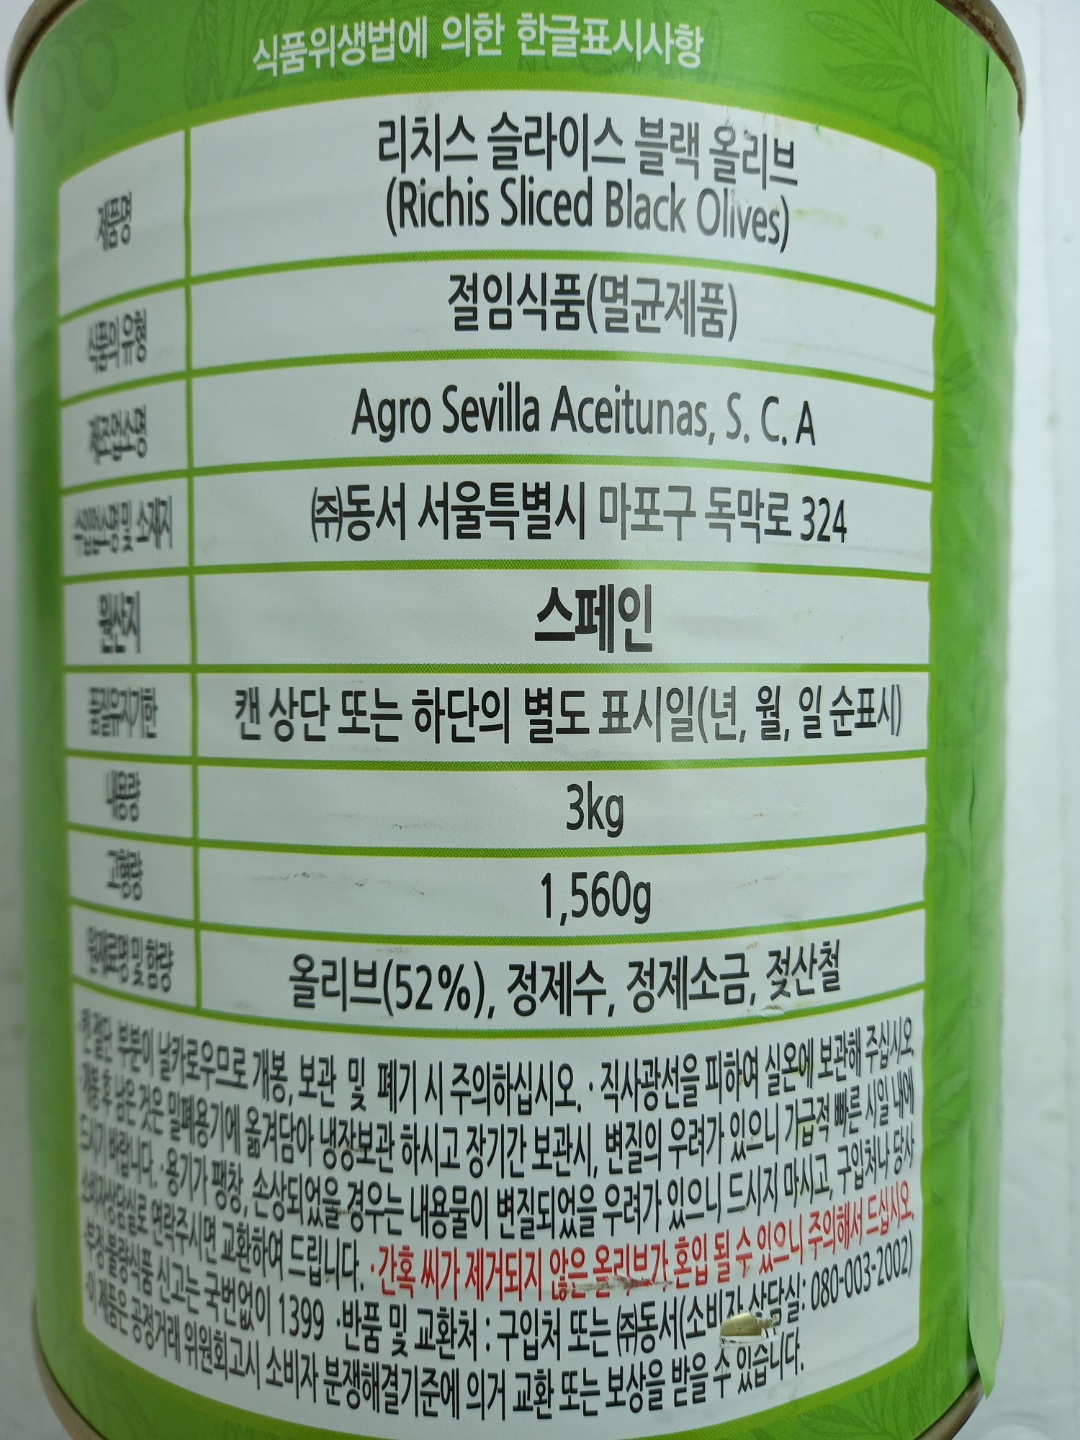 식품위생법에 의한 한글표시사항
제품명
리치스 슬라이스 블랙 올리브
(Richis Sliced Black Olives)
식품의 유형
절임식품(멸균제품)
제조업소명
Agro Sevilla Aceitunas, S. C. A
수입업소명 및 소재지
㈜동서 서울특별시 마포구 독막로 324
원산지
스페인
품질유지기한
캔 상단 또는 하단의 별도 표시일(년, 월, 일 순표시)
내용량
3kg
고형량
1,560g
원재료명 및 함량
올리브(52%), 정제수, 정제소금, 젖산철
·캔 절단 부분이 날카로우므로 개봉, 보관 및 폐기 시 주의하십시오. ·직사광선을 피하여 실온에 보관해 주십시오.
·개봉 후 남은 것은 밀폐용기에 옮겨담아 냉장보관 하시고 장기간 보관시, 변질의 우려가 있으니 가급적 빠른 시일 내에
드시기 바랍니다. ·용기가 팽창, 손상되었을 경우는 내용물이 변질되었을 우려가 있으니 드시지 마시고, 구입처나 당사
소비자상담실로 연락주시면 교환하여 드립니다. ·간혹 씨가 제거되지 않은 올리브가 혼입 될 수 있으니 주의해서 드십시오.
·부정·불량식품 신고는 국번없이 1399 ·반품 및 교환처 : 구입처 또는 ㈜동서(소비자 상담실: 080-003-2002)
·이 제품은 공정거래 위원회고시 소비자 분쟁해결기준에 의거 교환 또는 보상을 받을 수 있습니다.